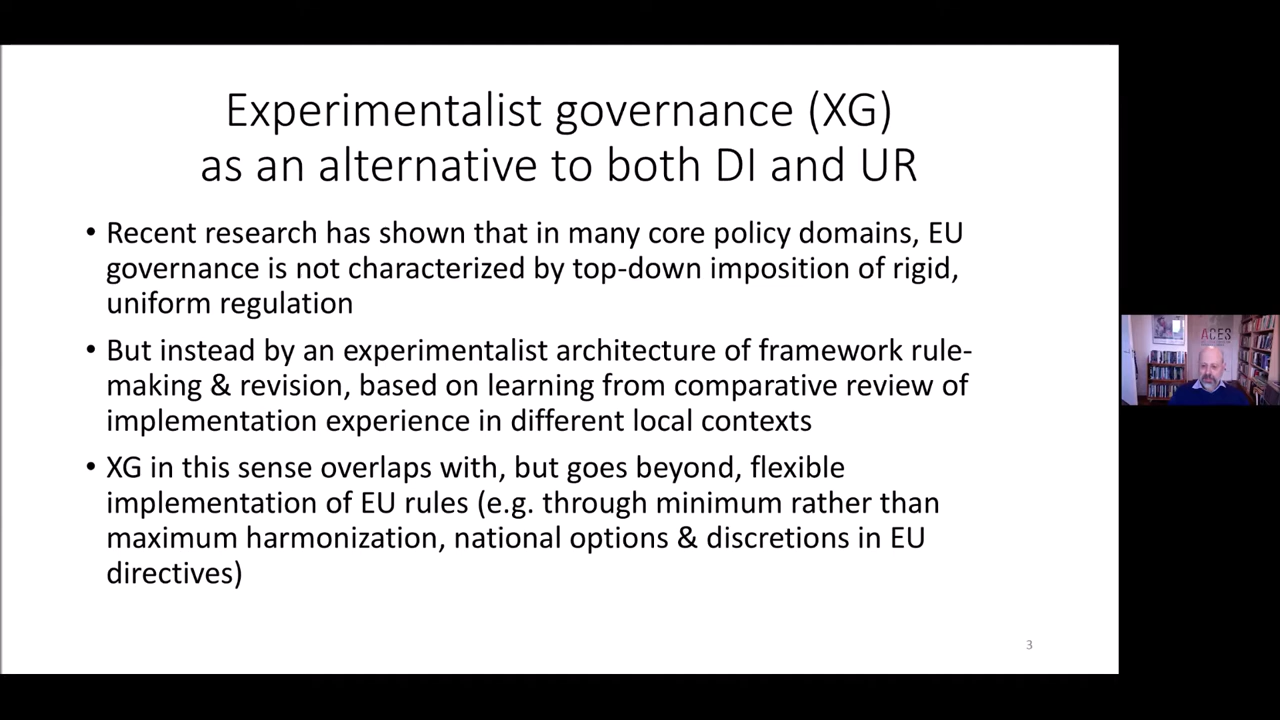 Experimentalist governance (XG)
as an alternative to both DI and UR
• Recent research has shown that in many core policy domains, EU
governance is not characterized by top-down imposition of rigid,
uniform regulation
• But instead by an experimentalist architecture of framework rule-
making & revision, based on learning from comparative review of
implementation experience in different local contexts
• XG in this sense overlaps with, but goes beyond, flexible
implementation of EU rules (e.g. through minimum rather than
maximum harmonization, national options & discretions in EU
directives)
3
ACES